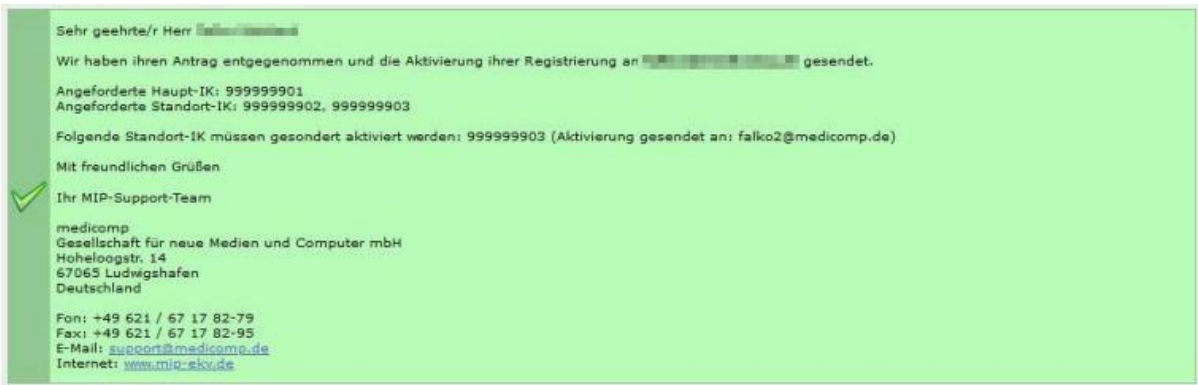 Sehr geehrte/r Herr
Wir haben ihren Antrag entgegenommen und die Aktivierung ihrer Registrierung an gesendet.
Angeforderte Haupt-IK: 999999901
Angeforderte Standort-IK: 999999902, 999999903
Folgende Standort-IK müssen gesondert aktiviert werden: 999999903 (Aktivierung gesendet an: falko2@medicomp.de)
Mit freundlichen Grüßen
Ihr MIP-Support-Team
medicomp
Gesellschaft für neue Medien und Computer mbH
Hoheloogstr. 14
67065 Ludwigshafen
Deutschland
Fon: +49 621 / 67 17 82-79
Fax: +49 621 / 67 17 82-95
E-Mail: support@medicomp.de
Internet: www.mip-ekv.de